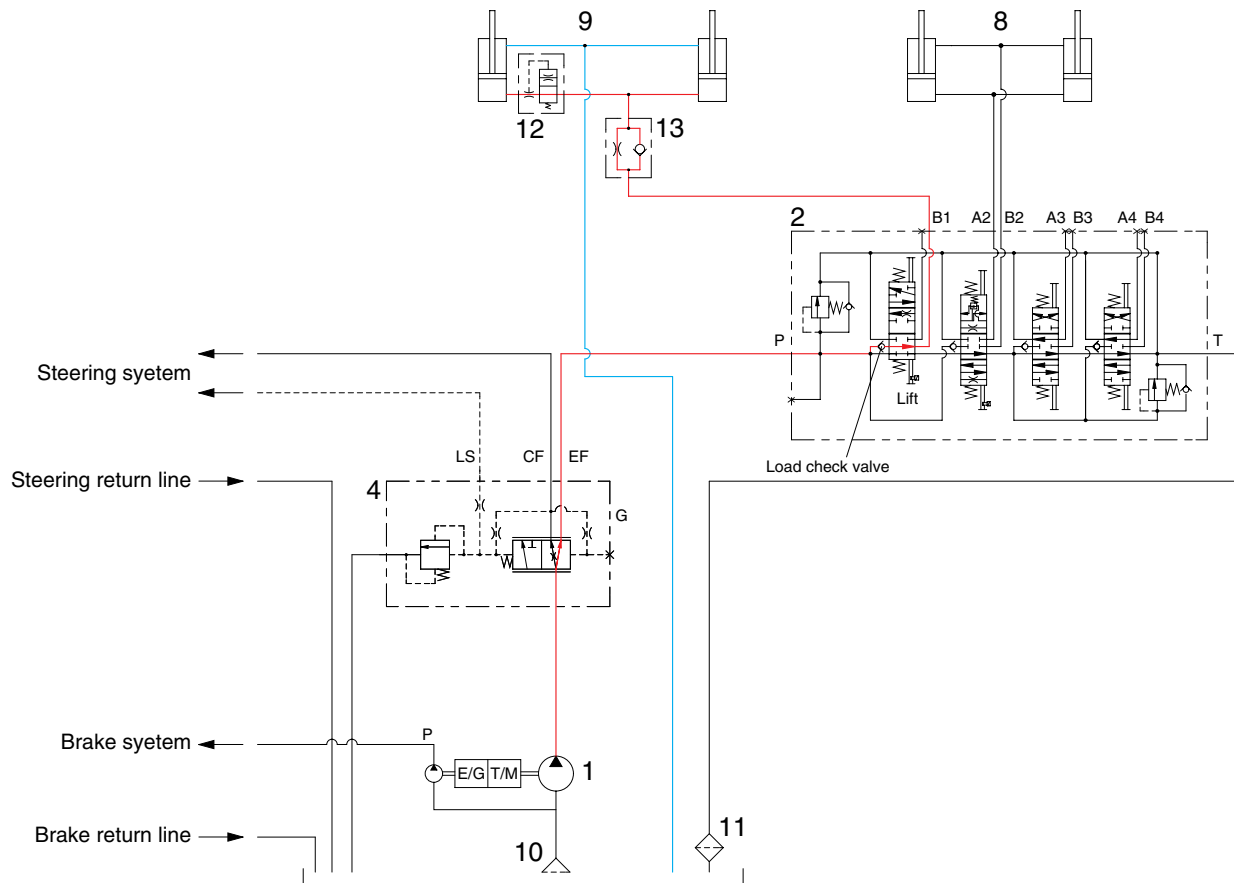 9
8
12
13
2
B1 A2 B2 A3 B3 A4 B4
P
T
Steering syetem
Lift
LS CF EF
Load check valve
Steering return line
4
G
Brake syetem
P
E/G T/M
1
Brake return line
10
11